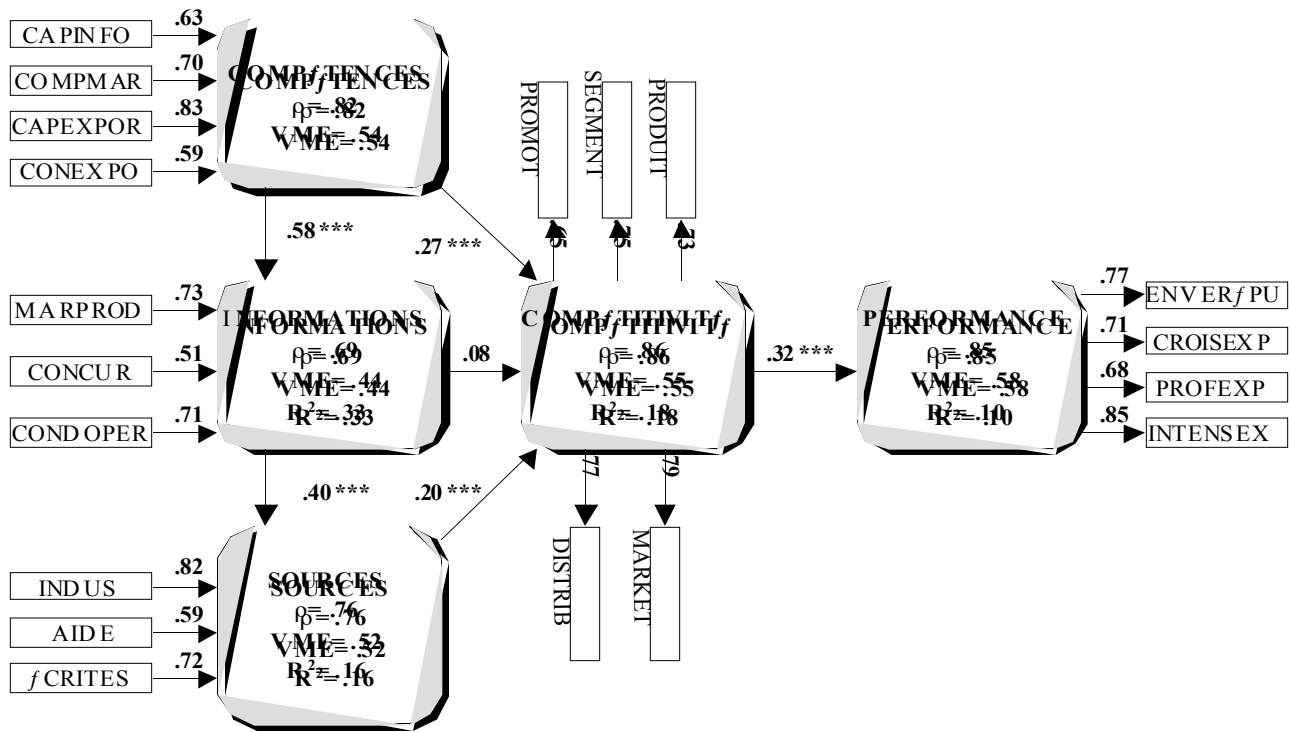 .63
CAPINFO
.70
COMPMAR
.83
CAPEXPOR
.59
CONEXPO
COMPƒTENCES
ρ= .82
VME= .54
PROMOT
SEGMENT
PRODUIT
.65
.75
.73
.58 ***
.27 ***
.73
MARPROD
.51
CONCUR
.71
CONDOPER
INFORMATIONS
ρ= .69
VME= .44
R²= .33
.08
COMPƒTITIVITƒ
ρ= .86
VME= .55
R²= .18
.32 ***
PERFORMANCE
ρ= .85
VME= .58
R²= .10
.77
ENVERƒPU
.71
CROISEXP
.68
PROFEXP
.85
INTENSEX
.40 ***
.20 ***
.77
.79
DISTRIB
MARKET
.82
INDUS
.59
AIDE
.72
ƒCRITES
SOURCES
ρ= .76
VME= .52
R²= .16